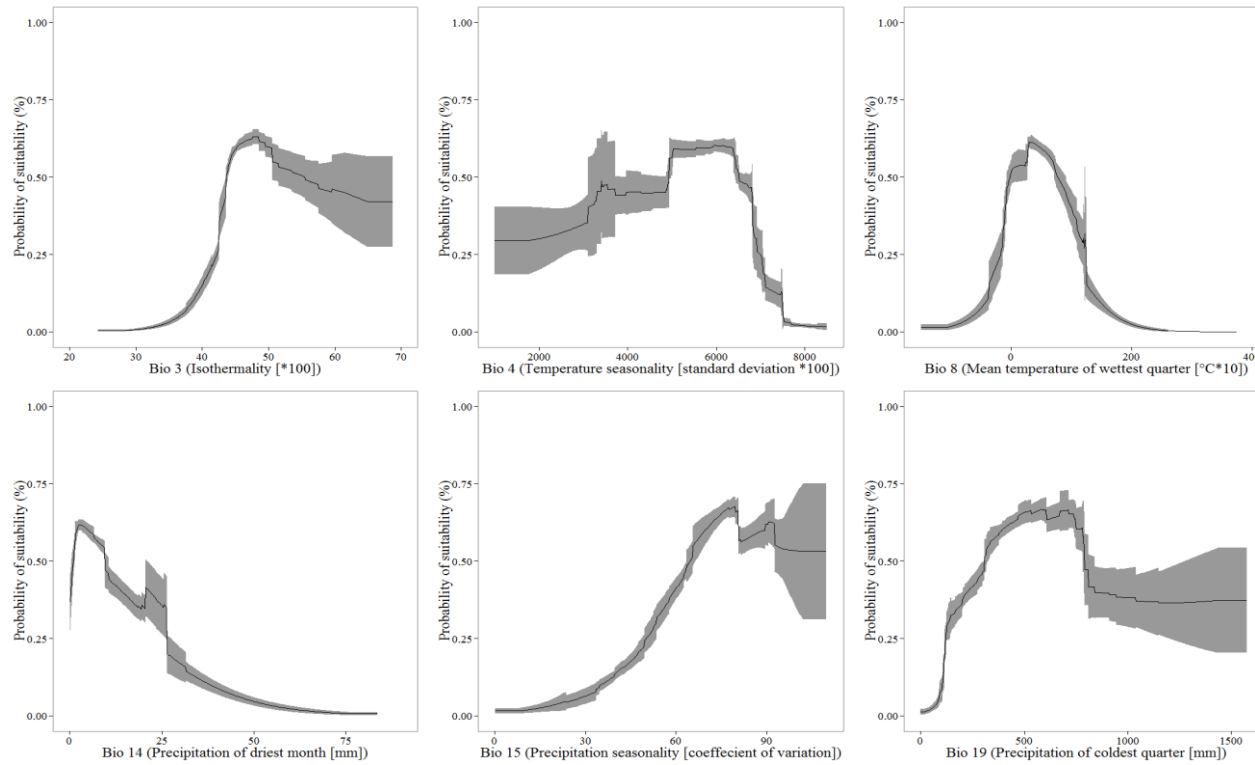 1.00
0.75
0.50
0.25
0.00
Probability of suitability (%)
20 30 40 50 60 70
Bio 3 (Isothermality [*100])
1.00
0.75
0.50
0.25
0.00
Probability of suitability (%)
2000 4000 6000 8000
Bio 4 (Temperature seasonality [standard deviation *100])
1.00
0.75
0.50
0.25
0.00
Probability of suitability (%)
0 200 400
Bio 8 (Mean temperature of wettest quarter [°C*10])
1.00
0.75
0.50
0.25
0.00
Probability of suitability (%)
0 25 50 75
Bio 14 (Precipitation of driest month [mm])
1.00
0.75
0.50
0.25
0.00
Probability of suitability (%)
0 30 60 90
Bio 15 (Precipitation seasonality [coeffecient of variation])
1.00
0.75
0.50
0.25
0.00
Probability of suitability (%)
0 500 1000 1500
Bio 19 (Precipitation of coldest quarter [mm])